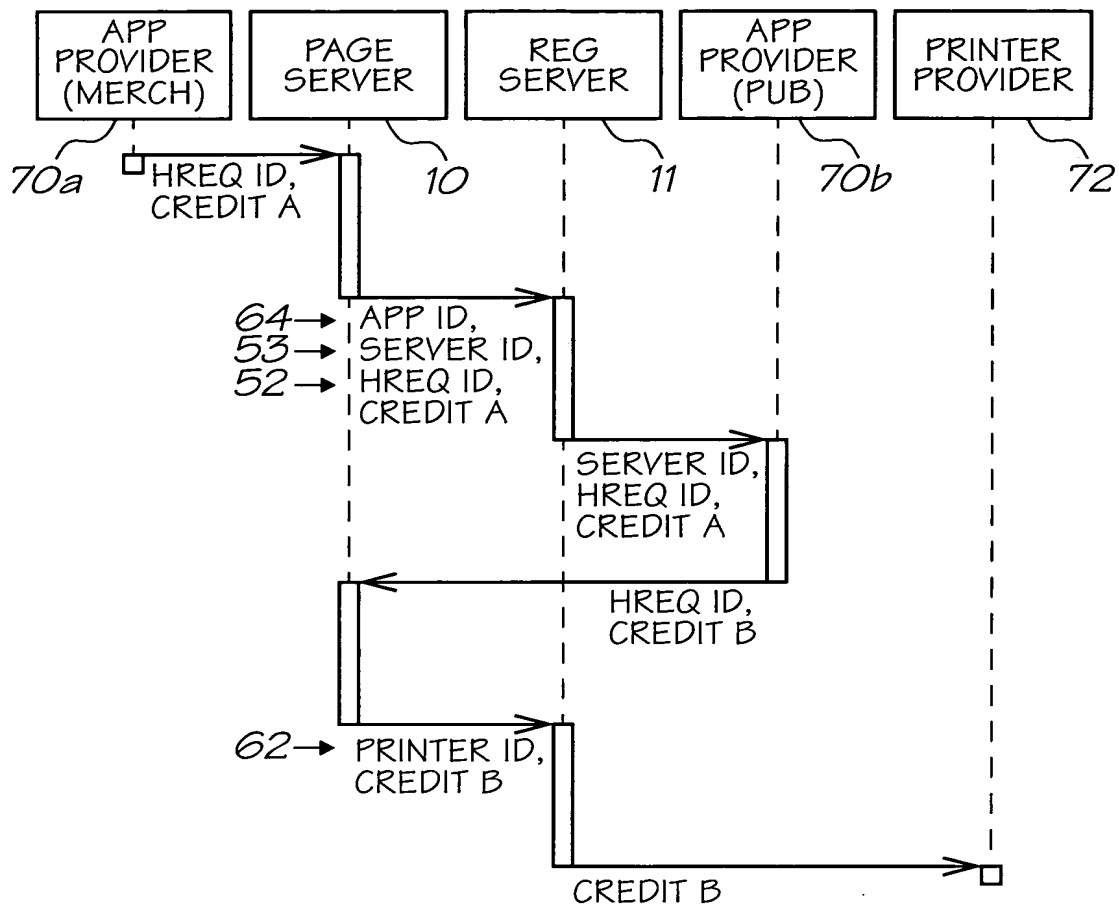 APP
PROVIDER
(MERCH)
PAGE
SERVER
REG
SERVER
APP
PROVIDER
(PUB)
PRINTER
PROVIDER
70a
10
11
70b
72
HREQ ID,
CREDIT A
64
APP ID,
53
SERVER ID,
52
HREQ ID,
CREDIT A
SERVER ID,
HREQ ID,
CREDIT A
HREQ ID,
CREDIT B
62
PRINTER ID,
CREDIT B
CREDIT B